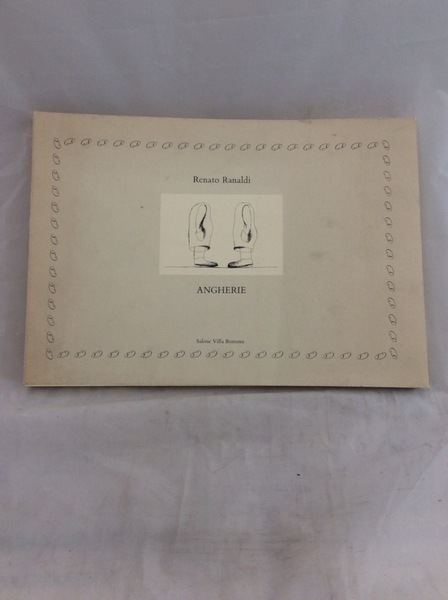 Renato Ranaldi
ANGHERIE
Salone Villa Romana